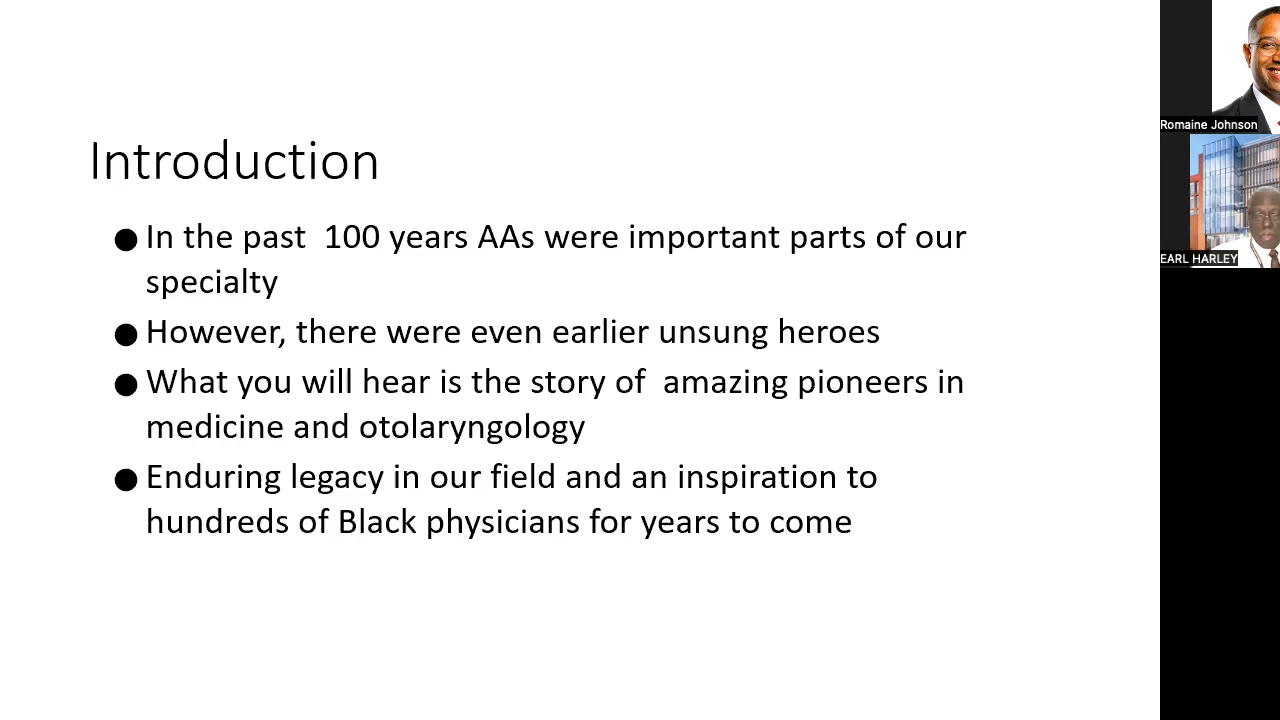 Introduction
● In the past  100 years AAs were important parts of our
specialty
● However, there were even earlier unsung heroes
● What you will hear is the story of  amazing pioneers in
medicine and otolaryngology
● Enduring legacy in our field and an inspiration to
hundreds of Black physicians for years to come
Romaine Johnson
EARL HARLEY